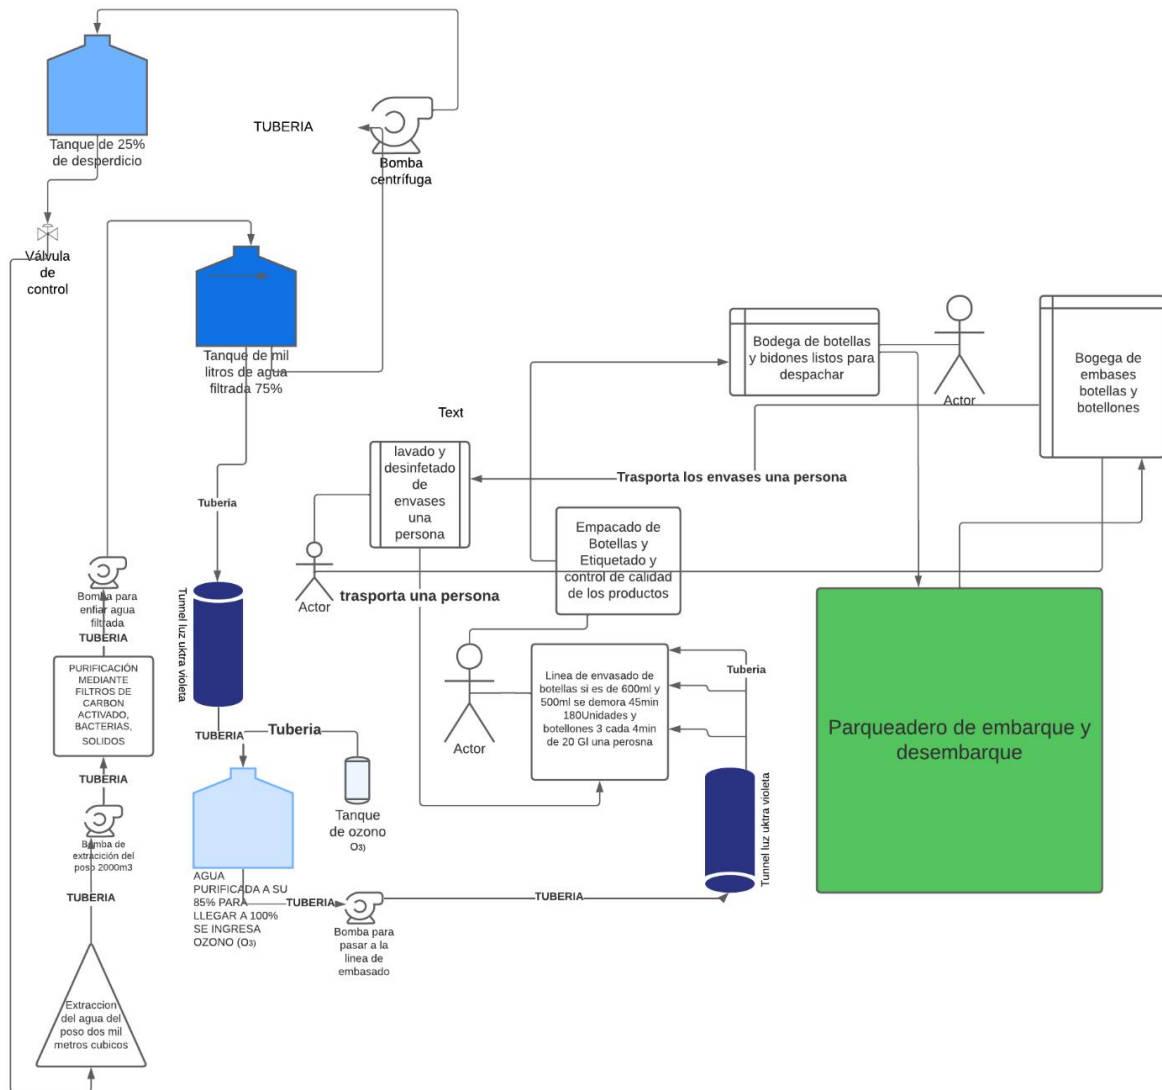 Tanque de 25%
de desperdicio
TUBERIA
Bomba
centrífuga
Válvula
de
control
Tanque de mil
litros de agua
filtrada 75%
Bodega de botellas
y bidones listos para
despachar
Actor
Bogega de
embases
botellas y
botellones
Text
lavado y
desinfetado
de
envases
una
persona
Trasporta los envases una persona
Tuberia
Empacado de
Botellas y
Etiquetado y
control de calidad
de los productos
Actor
trasporta una persona
Bomba para
enfiar agua
filtrada
TUBERIA
Tunnel luz uktra violeta
PURIFICACIÓN
MEDIANTE
FILTROS DE
CARBON
ACTIVADO,
BACTERIAS,
SOLIDOS
Actor
Linea de envasado de
botellas si es de 600ml y
500ml se demora 45min
180Unidades y
botellones 3 cada 4min
de 20 Gl una perosna
Tuberia
Parqueadero de embarque y
desembarque
TUBERIA
Tuberia
TUBERIA
Tanque
de ozono
O3)
Tunnel luz uktra violeta
Bomba de
extracición del
poso 2000m3
TUBERIA
AGUA
PURIFICADA A SU
85% PARA
LLEGAR A 100%
SE INGRESA
OZONO (O3)
TUBERIA
Bomba para
pasar a la
linea de
embasado
TUBERIA
Extraccion
del agua del
poso dos mil
metros cubicos